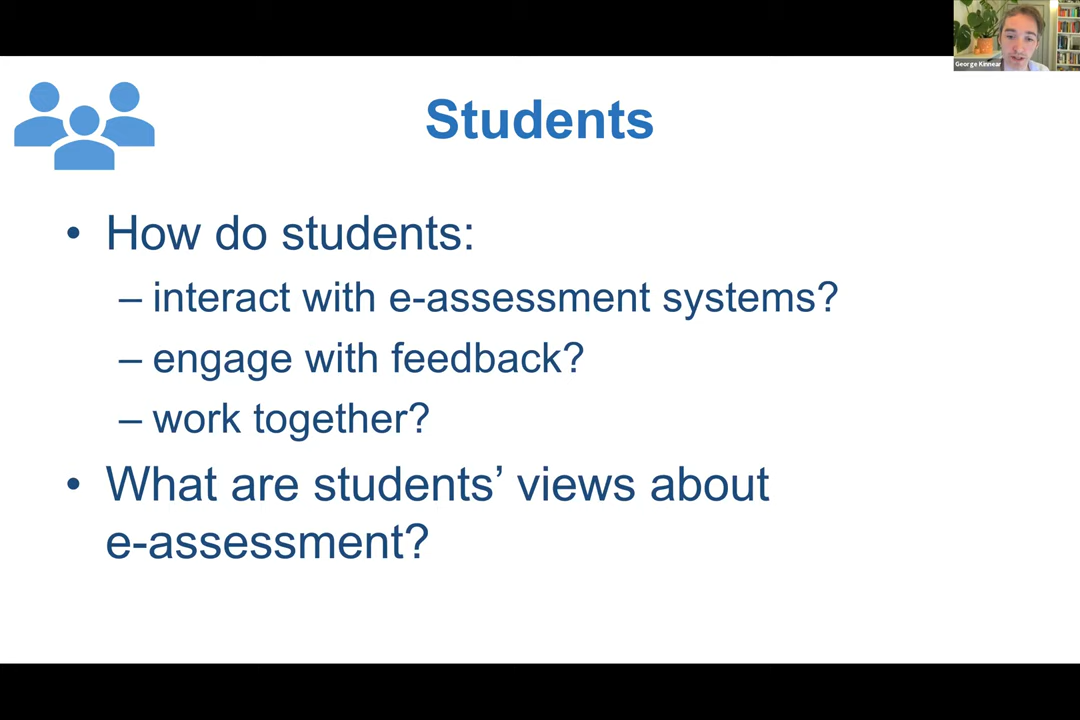 George Kinnear
Students
• How do students:
– interact with e-assessment systems?
– engage with feedback?
– work together?
• What are students’ views about
e-assessment?